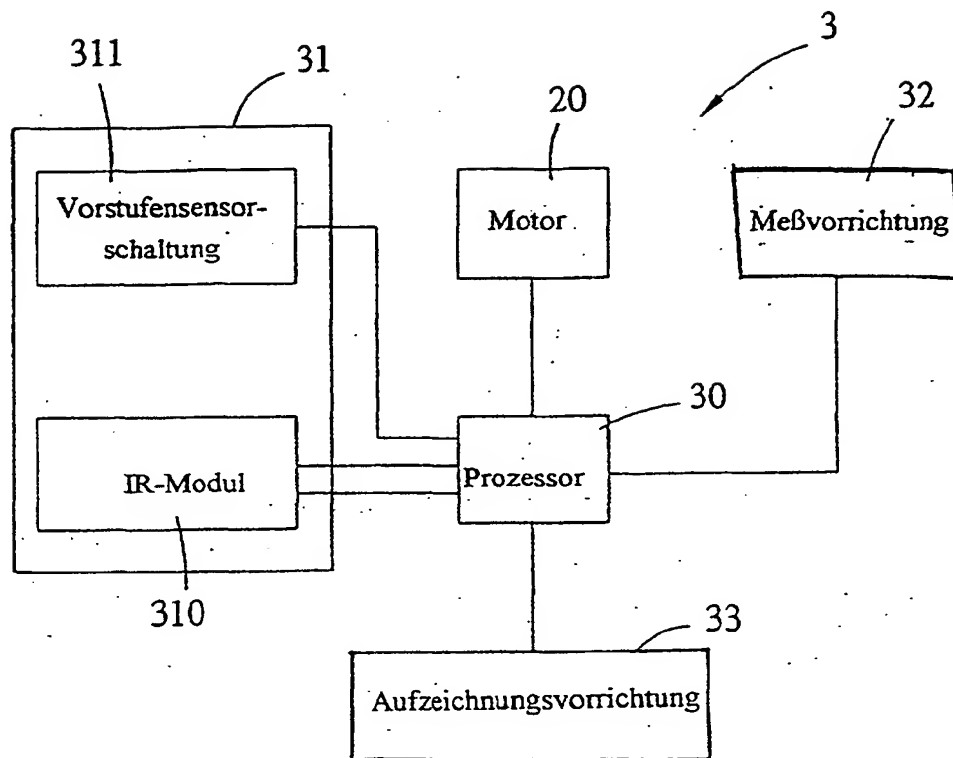 311
31
3
20
32
Vorstufensensor-
schaltung
Motor
Meßvorrichtung
30
IR-Modul
Prozessor
310
33
Aufzeichnungsvorrichtung